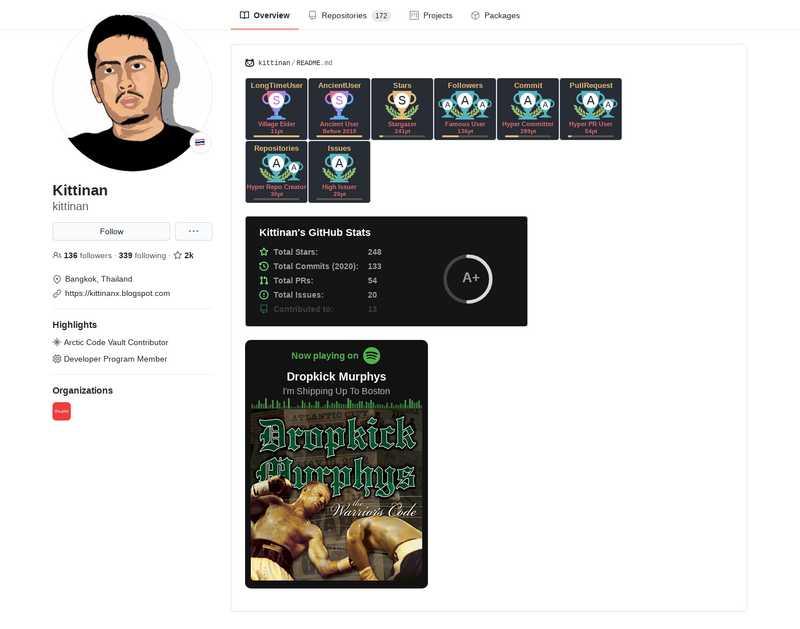 Overview
Repositories 172
Projects
Packages
Kittinan
kittinan
Follow
136 followers · 339 following · 2k
Bangkok, Thailand
https://kittinanx.blogspot.com
Highlights
Arctic Code Vault Contributor
Developer Program Member
Organizations
kittinan/README.md
LongTimeUser
S
Village Elder
11pt
AncientUser
S
Ancient User
Before 2010
Stars
S
Stargazer
241pt
Followers
A A A
Famous User
136pt
Commit
A A
Hyper Committer
PullRequest
A A
Hyper PR User
54pt
Repositories
A A
Hyper Repo Creator
Issues
A
High Issuer
20pt
Kittinan's GitHub Stats
Total Stars: 248
Total Commits (2020): 133
Total PRs: 54
Total Issues: 20
Contributed to: 13
A+
Now playing on
Dropkick Murphys
I'm Shipping Up To Boston
Dropkick
Murphys
the
Warrior's Code